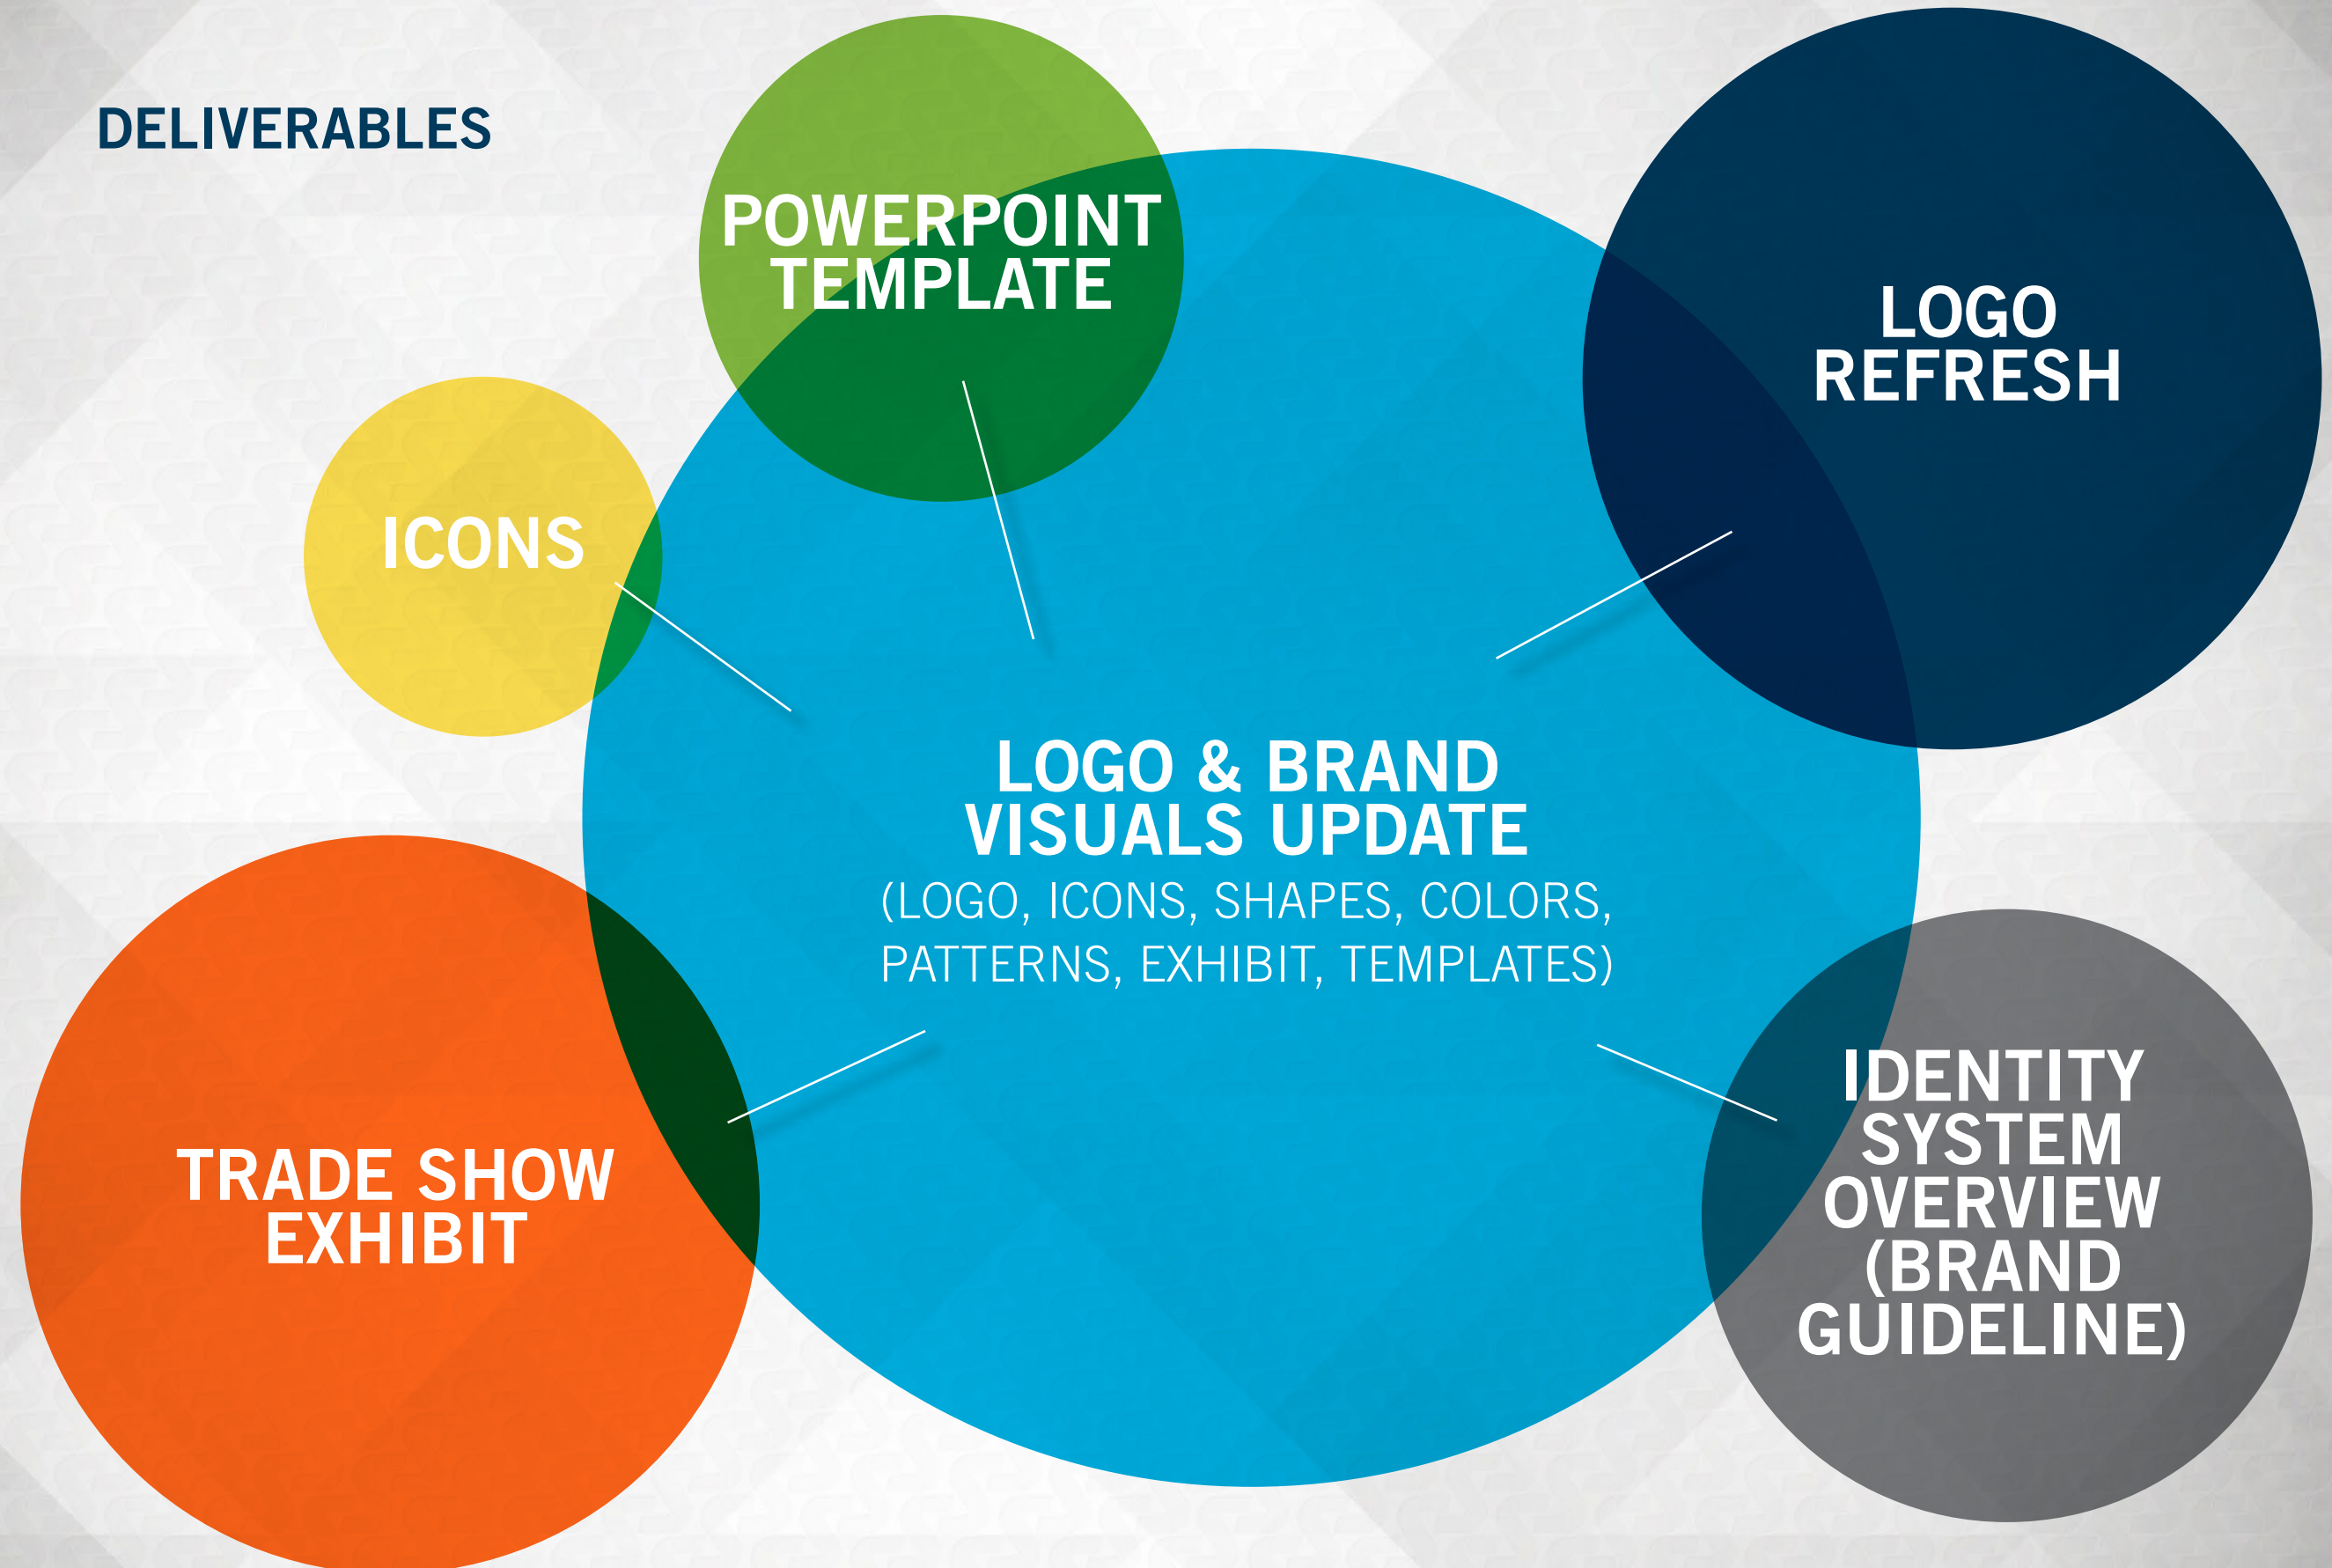 DELIVERABLES
POWERPOINT
TEMPLATE
LOGO
REFRESH
ICONS
LOGO & BRAND
VISUALS UPDATE
(LOGO, ICONS, SHAPES, COLORS,
PATTERNS, EXHIBIT, TEMPLATES)
TRADE SHOW
EXHIBIT
IDENTITY
SYSTEM
OVERVIEW
(BRAND
GUIDELINE)